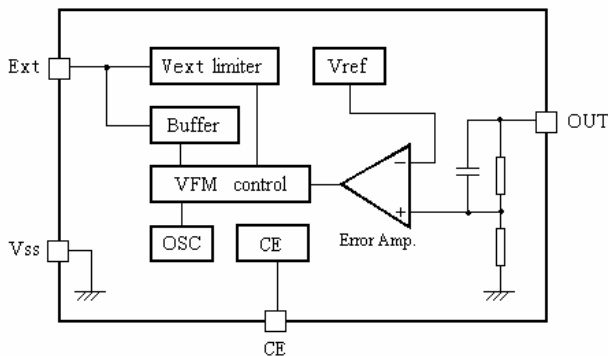 Ext
Vext limiter
Vref
Buffer
OUT
−
VFM control
+
Error Amp.
Vss
OSC
CE
CE